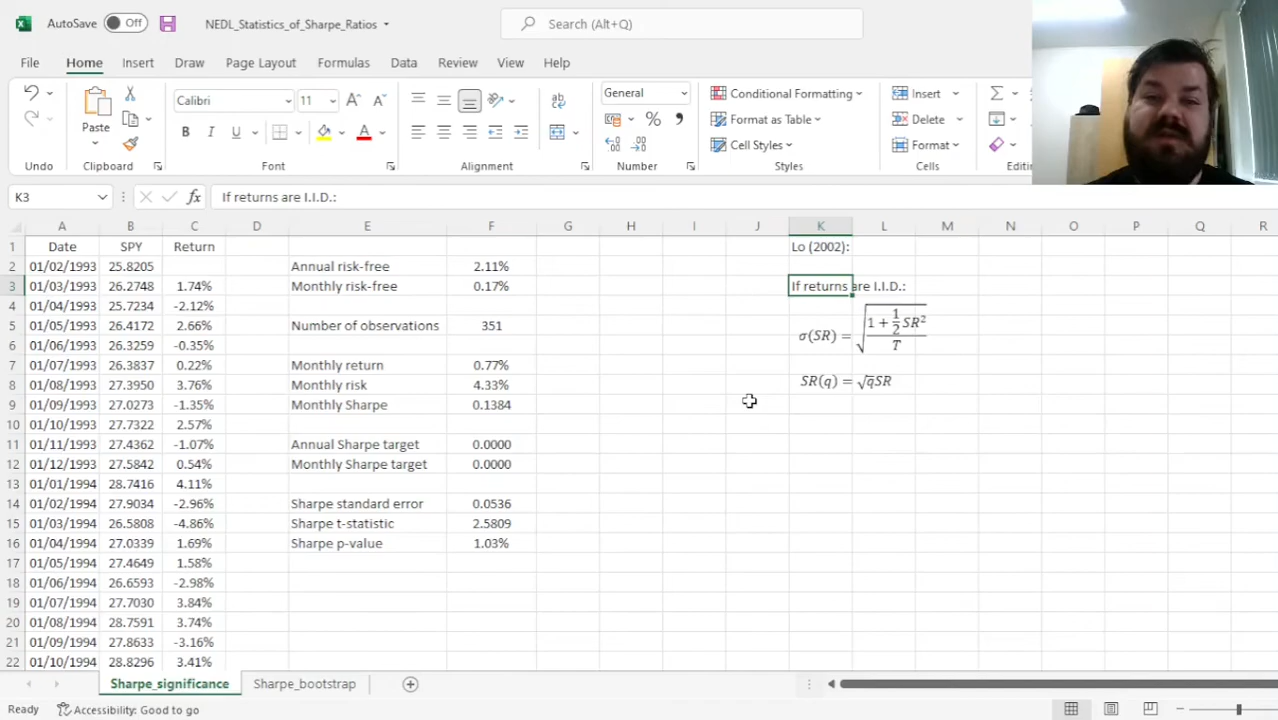 AutoSave Off NEDL_Statistics_of_Sharpe_Ratios Search (Alt+Q)
File Home Insert Draw Page Layout Formulas Data Review View Help
Calibri 11 General Conditional Formatting Insert
Paste Format as Table Delete
B I U A Cell Styles Format
Undo Clipboard Font Alignment Number Styles Cells
K3 fx If returns are I.I.D.:
A B C D E F G H I J K L M N O P Q R
1 Date SPY Return Lo (2002):
2 01/02/1993 25.8205 Annual risk-free 2.11%
3 01/03/1993 26.2748 1.74% Monthly risk-free 0.17% If returns are I.I.D.:
4 01/04/1993 25.7234 -2.12%
5 01/05/1993 26.4172 2.66% Number of observations 351
6 01/06/1993 26.3259 -0.35% σ(SR) = √((1 + ½SR²)/T)
7 01/07/1993 26.3837 0.22% Monthly return 0.77%
8 01/08/1993 27.3950 3.76% Monthly risk 4.33% SR(q) = √qSR
9 01/09/1993 27.0273 -1.35% Monthly Sharpe 0.1384
10 01/10/1993 27.7322 2.57%
11 01/11/1993 27.4362 -1.07% Annual Sharpe target 0.0000
12 01/12/1993 27.5842 0.54% Monthly Sharpe target 0.0000
13 01/01/1994 28.7416 4.11%
14 01/02/1994 27.9034 -2.96% Sharpe standard error 0.0536
15 01/03/1994 26.5808 -4.86% Sharpe t-statistic 2.5809
16 01/04/1994 27.0339 1.69% Sharpe p-value 1.03%
17 01/05/1994 27.4649 1.58%
18 01/06/1994 26.6593 -2.98%
19 01/07/1994 27.7030 3.84%
20 01/08/1994 28.7591 3.74%
21 01/09/1994 27.8633 -3.16%
22 01/10/1994 28.8296 3.41%
Sharpe_significance Sharpe_bootstrap
Ready Accessibility: Good to go